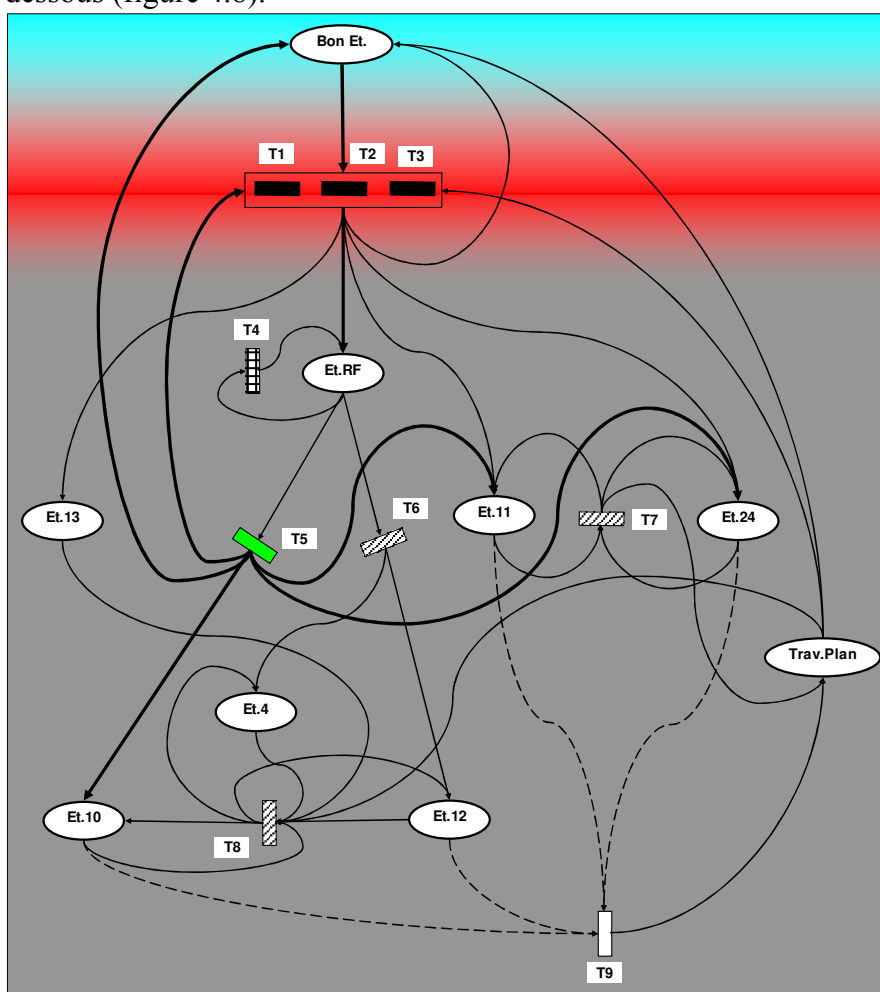 dessous (figure 4.8).
Bon Et.
T1
T2
T3
T4
Et.RF
Et.13
T5
T6
Et.11
T7
Et.24
Trav.Plan
Et.4
Et.10
T8
Et.12
T9